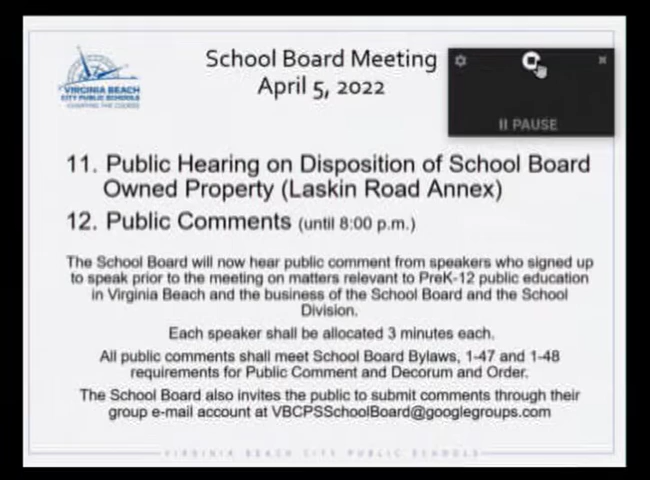 School Board Meeting
April 5, 2022
VIRGINIA BEACH
CITY PUBLIC SCHOOLS
CHARTING THE COURSE
II PAUSE
11. Public Hearing on Disposition of School Board
Owned Property (Laskin Road Annex)
12. Public Comments (until 8:00 p.m.)
The School Board will now hear public comment from speakers who signed up
to speak prior to the meeting on matters relevant to PreK-12 public education
in Virginia Beach and the business of the School Board and the School
Division.
Each speaker shall be allocated 3 minutes each.
All public comments shall meet School Board Bylaws, 1-47 and 1-48
requirements for Public Comment and Decorum and Order.
The School Board also invites the public to submit comments through their
group e-mail account at VBCPSSchoolBoard@googlegroups.com
VIRGINIA BEACH CITY PUBLIC SCHOOLS